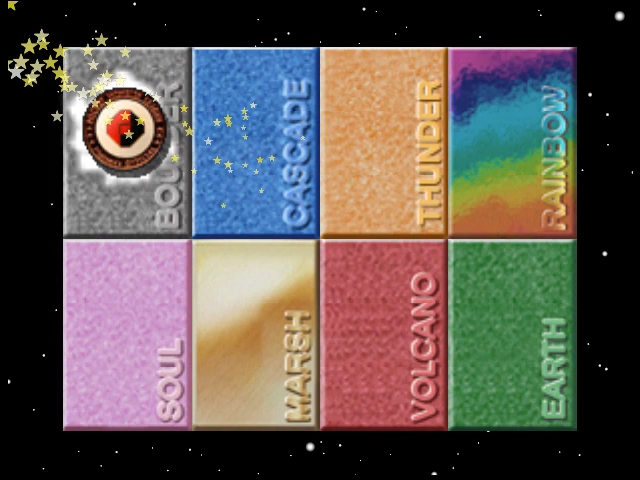 BOULDER
CASCADE
THUNDER
RAINBOW
SOUL
MARSH
VOLCANO
EARTH